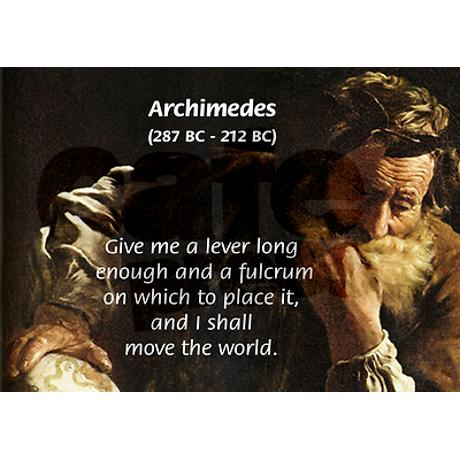 Archimedes
(287 BC - 212 BC)
Give me a lever long
enough and a fulcrum
on which to place it,
and I shall
move the world.